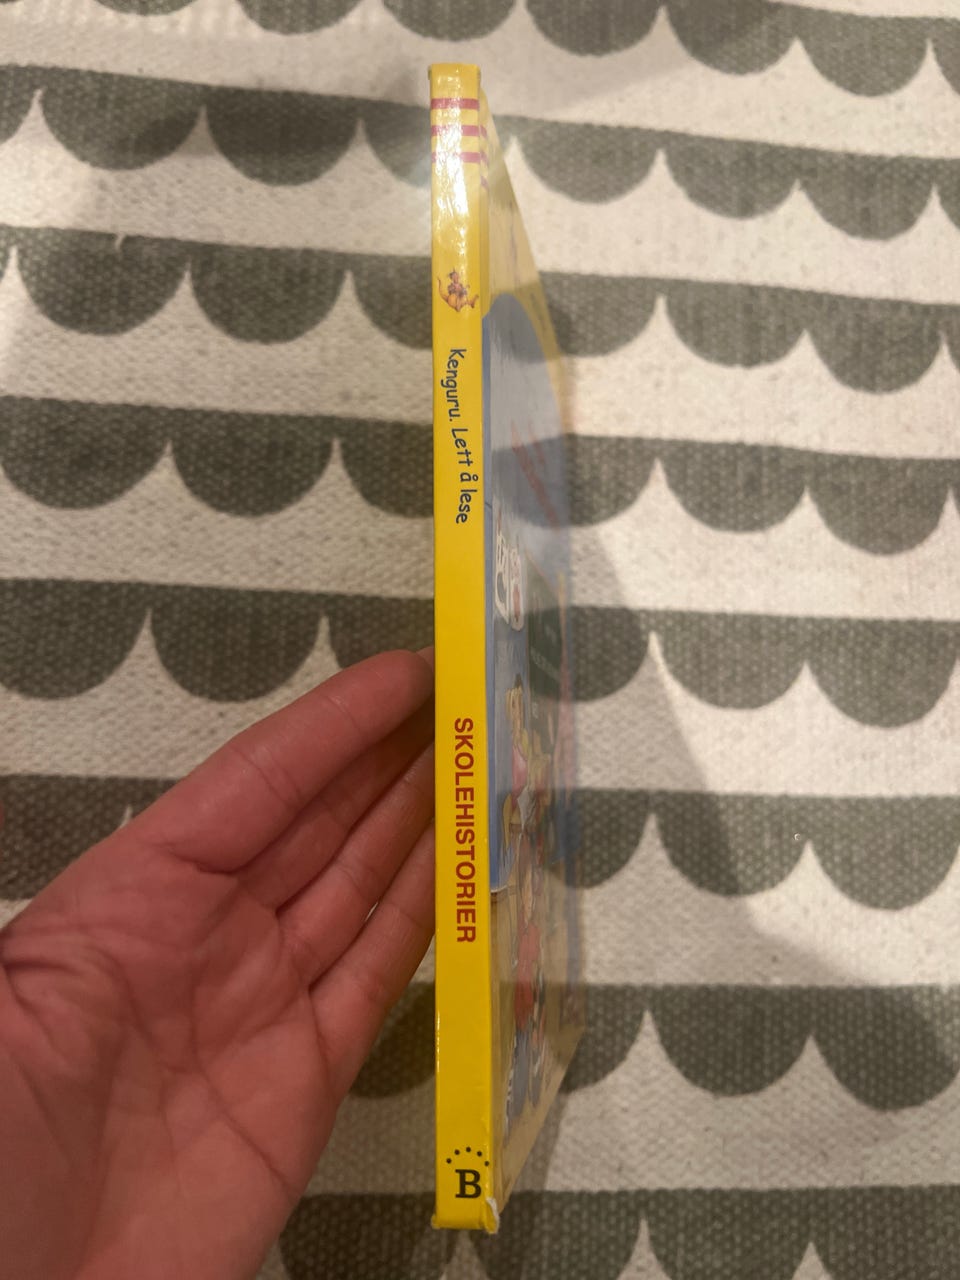 Kenguru. Lett å lese
SKOLEHISTORIER
B